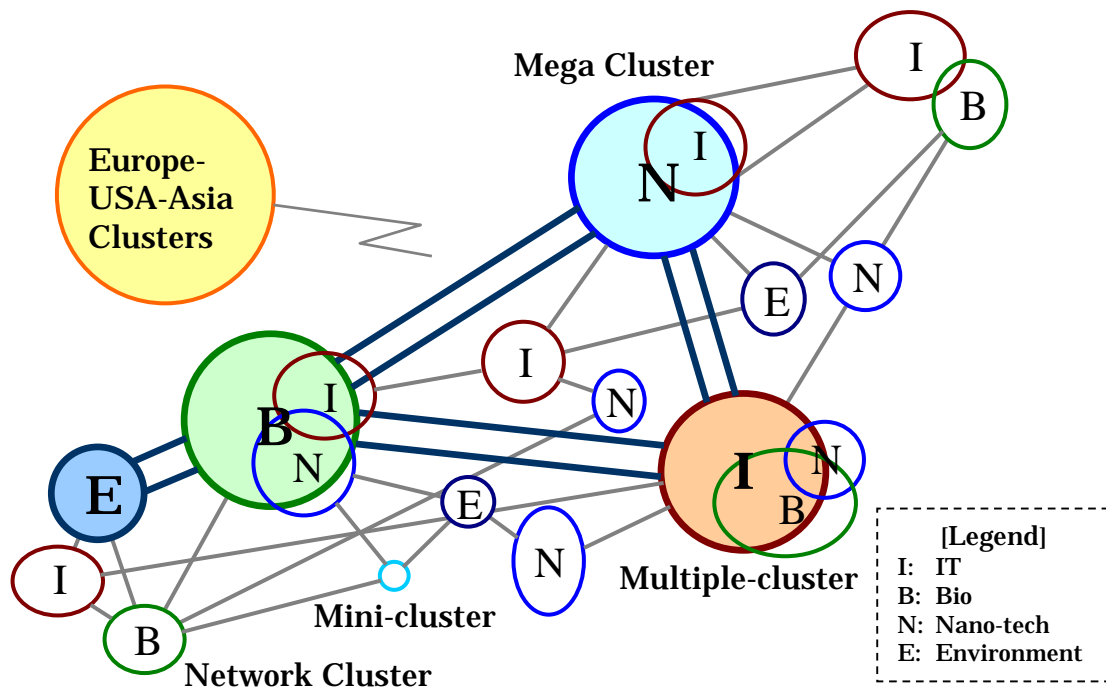 Mega Cluster
I
B
Europe-
USA-Asia
Clusters
I
N
E
N
I
I
N
B
N
N
I
B
E
E
N
I
B
Mini-cluster
Multiple-cluster
Network Cluster
[Legend]
I: IT
B: Bio
N: Nano-tech
E: Environment